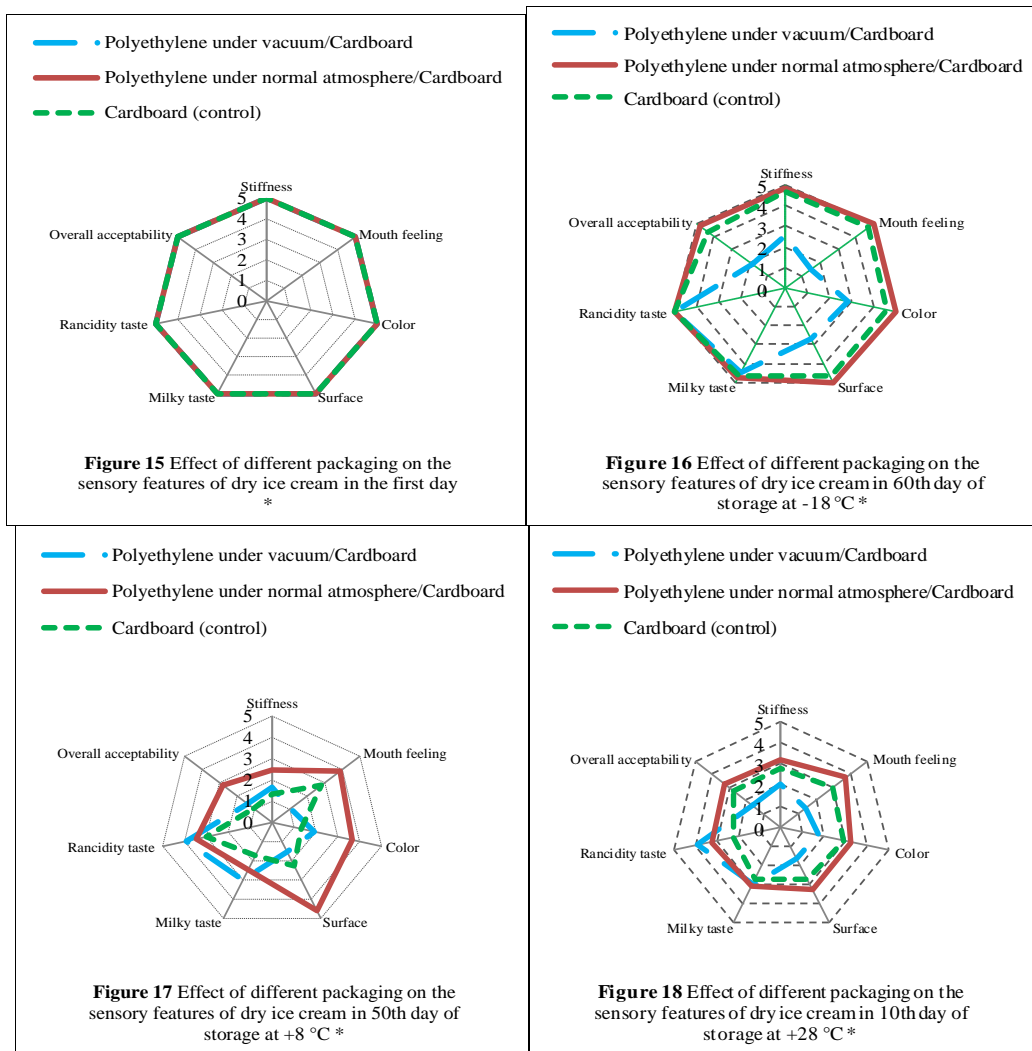 Polyethylene under vacuum/Cardboard
Polyethylene under normal atmosphere/Cardboard
Cardboard (control)
Stiffness
5
4
3
2
1
0
Mouth feeling
Color
Surface
Milky taste
Rancidity taste
Overall acceptability
Figure 15 Effect of different packaging on the
sensory features of dry ice cream in the first day
*
Polyethylene under vacuum/Cardboard
Polyethylene under normal atmosphere/Cardboard
Cardboard (control)
Stiffness
5
4
3
2
1
0
Mouth feeling
Color
Surface
Milky taste
Rancidity taste
Overall acceptability
Figure 16 Effect of different packaging on the
sensory features of dry ice cream in 60th day of
storage at -18 °C *
Polyethylene under vacuum/Cardboard
Polyethylene under normal atmosphere/Cardboard
Cardboard (control)
Stiffness
5
4
3
2
1
0
Mouth feeling
Color
Surface
Milky taste
Rancidity taste
Overall acceptability
Figure 17 Effect of different packaging on the
sensory features of dry ice cream in 50th day of
storage at +8 °C *
Polyethylene under vacuum/Cardboard
Polyethylene under normal atmosphere/Cardboard
Cardboard (control)
Stiffness
5
4
3
2
1
0
Mouth feeling
Color
Surface
Milky taste
Rancidity taste
Overall acceptability
Figure 18 Effect of different packaging on the
sensory features of dry ice cream in 10th day of
storage at +28 °C *